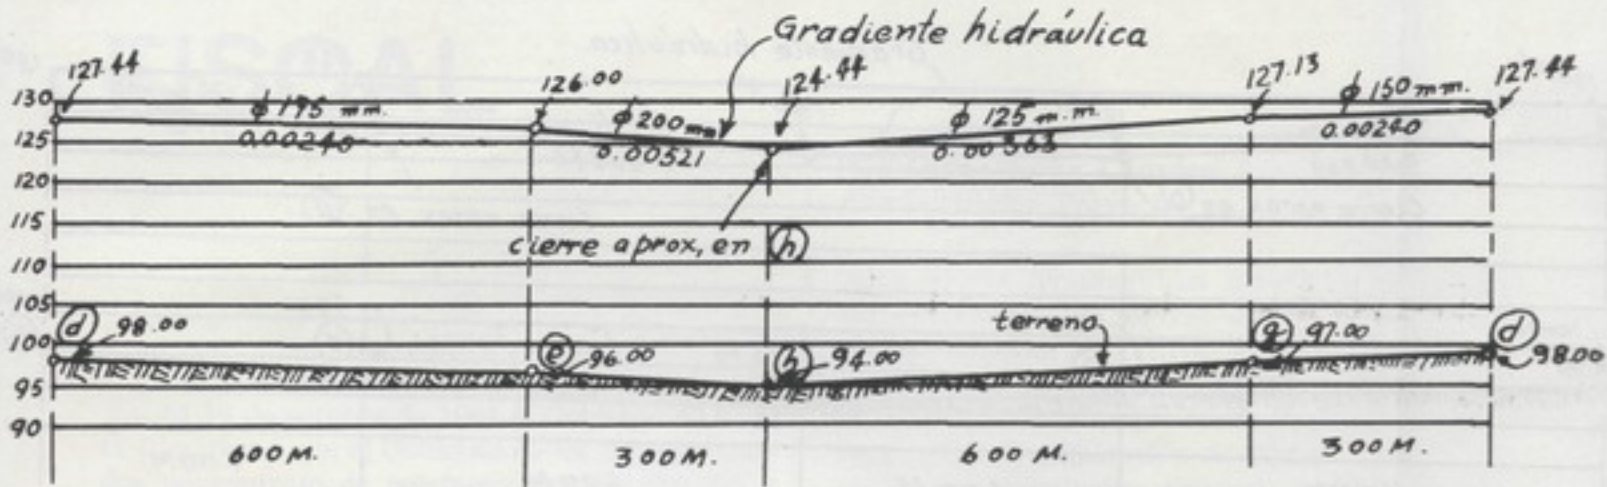 Gradiente hidráulica
127.44
126.00
124.44
127.13
127.44
130
125
120
115
110
105
100
95
90
φ 175 mm.
0.00240
φ 200 mm
0.00521
φ 125 m.m.
φ 150 mm.
0.00240
cierre aprox, en (h)
(d) 98.00
(e) 96.00
(h) 94.00
terreno
(g) 97.00
(d) 98.00
600 M.
300 M.
600 M.
300 M.